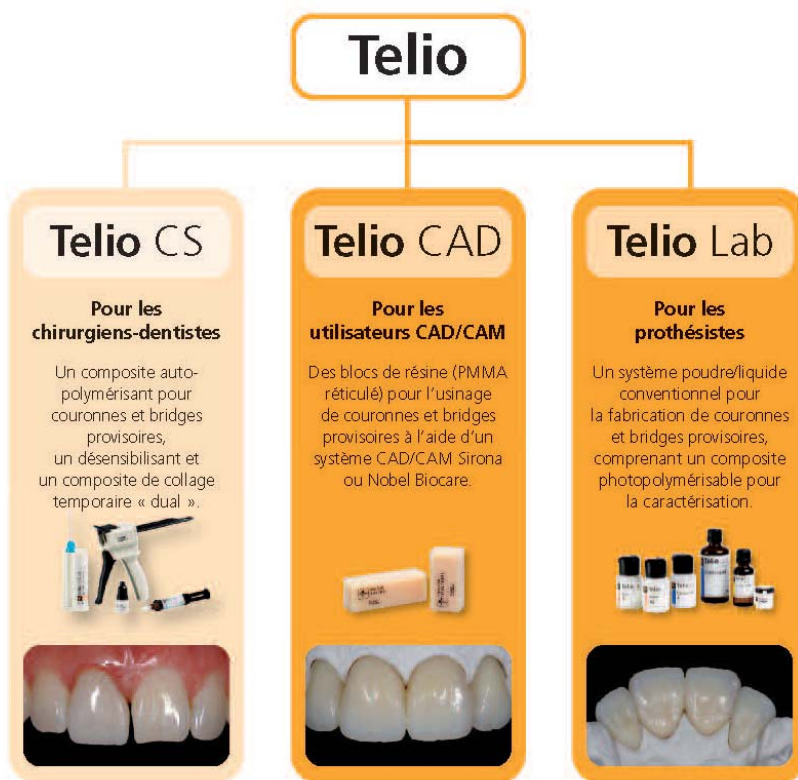 Telio
Telio CS
Pour les
chirurgiens-dentistes
Un composite auto-
polymérisant pour
couronnes et bridges
provisoires,
un désensibilisant et
un composite de collage
temporaire « dual ».
Telio CAD
Pour les
utilisateurs CAD/CAM
Des blocs de résine (PMMA
réticulé) pour l’usinage
de couronnes et bridges
provisoires à l’aide d’un
système CAD/CAM Sirona
ou Nobel Biocare.
Telio Lab
Pour les
prothésistes
Un système poudre/liquide
conventionnel pour
la fabrication de couronnes
et bridges provisoires,
comprenant un composite
photopolymérisable pour
la caractérisation.
Telio
Telio
Telio
Telio